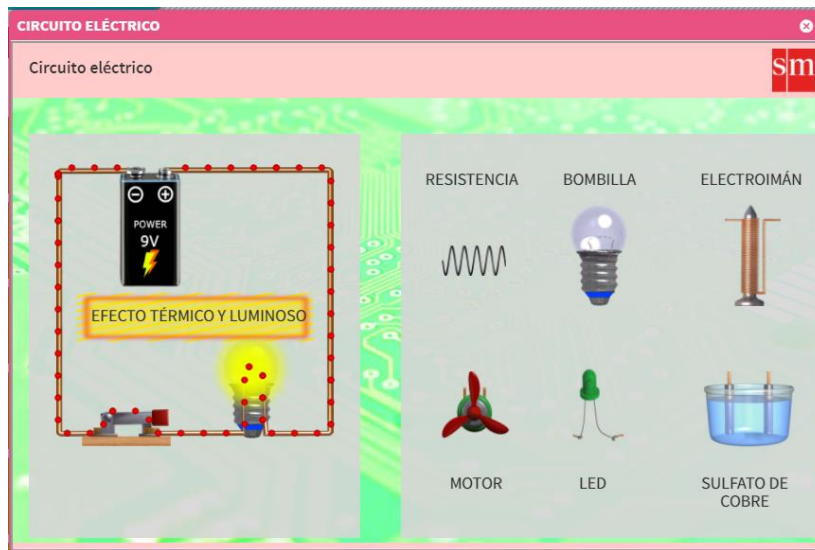 CIRCUITO ELÉCTRICO
Circuito eléctrico
sm
POWER
9V
EFECTO TÉRMICO Y LUMINOSO
RESISTENCIA
BOMBILLA
ELECTROIMÁN
MOTOR
LED
SULFATO DE
COBRE